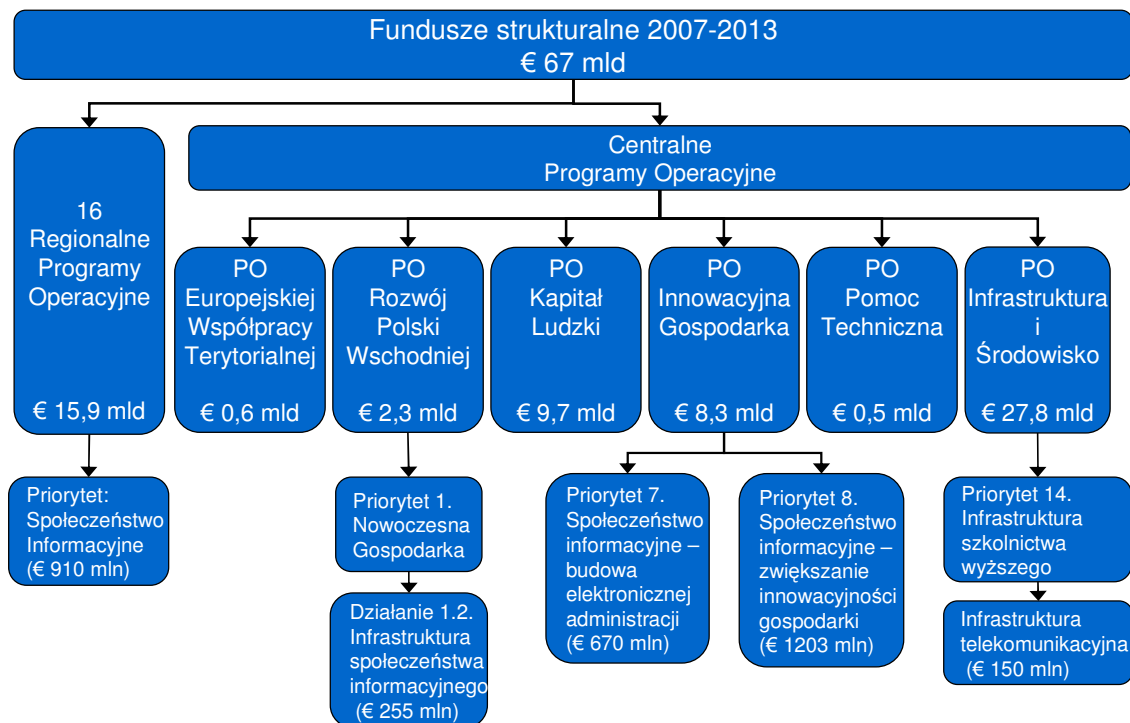 Fundusze strukturalne 2007-2013
€ 67 mld
Centralne
Programy Operacyjne
16
Regionalne
Programy
Operacyjne
€ 15,9 mld
PO
Europejskiej
Współpracy
Terytorialnej
€ 0,6 mld
PO
Rozwój
Polski
Wschodniej
€ 2,3 mld
PO
Kapitał
Ludzki
€ 9,7 mld
PO
Innowacyjna
Gospodarka
€ 8,3 mld
PO
Pomoc
Techniczna
€ 0,5 mld
PO
Infrastruktura
i
Środowisko
€ 27,8 mld
Priorytet:
Społeczeństwo
Informacyjne
(€ 910 mln)
Priorytet 1.
Nowoczesna
Gospodarka
Działanie 1.2.
Infrastruktura
społeczeństwa
informacyjnego
(€ 255 mln)
Priorytet 7.
Społeczeństwo
informacyjne –
budowa
elektronicznej
administracji
(€ 670 mln)
Priorytet 8.
Społeczeństwo
informacyjne –
zwiększanie
innowacyjności
gospodarki
(€ 1203 mln)
Priorytet 14.
Infrastruktura
szkolnictwa
wyższego
Infrastruktura
telekomunikacyjna
(€ 150 mln)